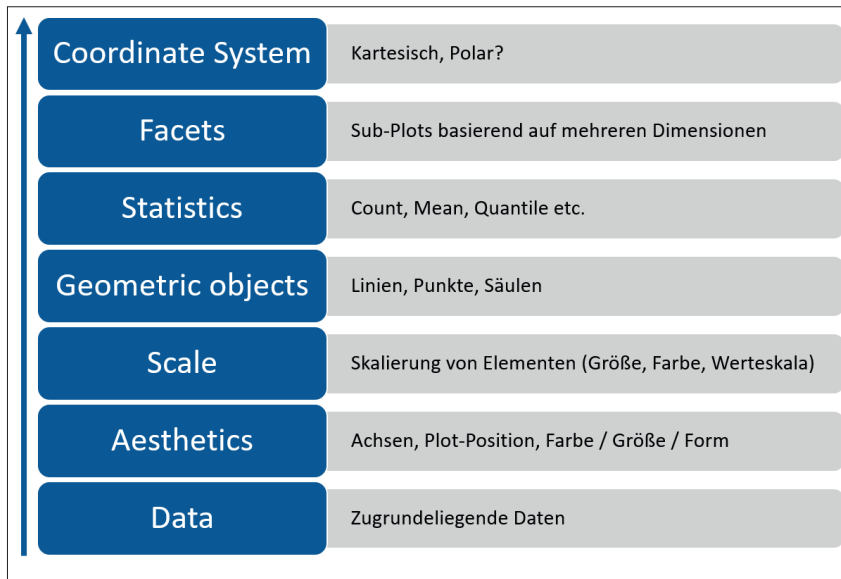 Coordinate System Kartesisch, Polar?
Facets Sub-Plots basierend auf mehreren Dimensionen
Statistics Count, Mean, Quantile etc.
Geometric objects Linien, Punkte, Säulen
Scale Skalierung von Elementen (Größe, Farbe, Werteskala)
Aesthetics Achsen, Plot-Position, Farbe / Größe / Form
Data Zugrundeliegende Daten